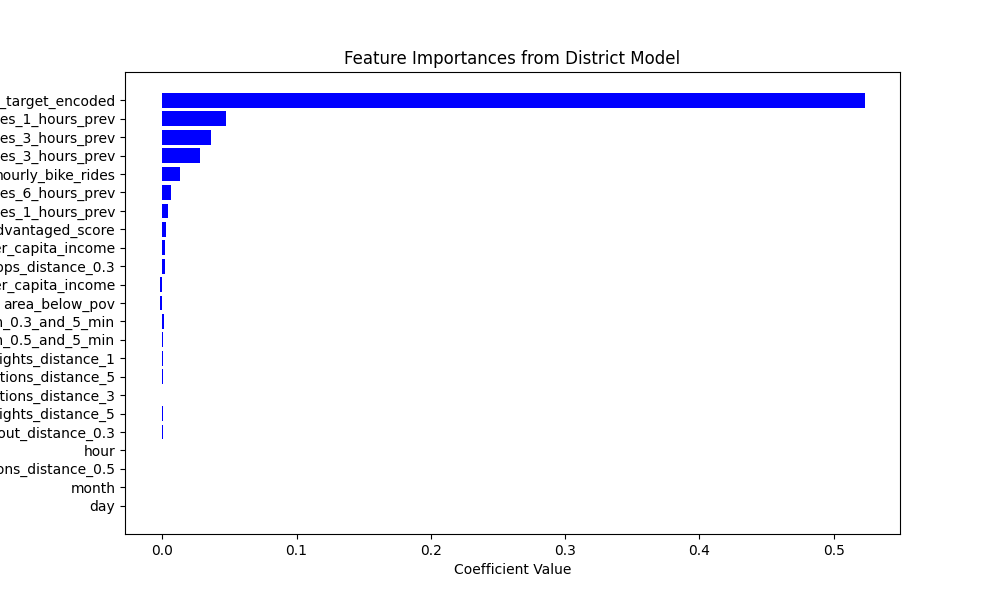 Feature Importances from District Model
_target_encoded
es_1_hours_prev
es_3_hours_prev
es_3_hours_prev
hourly_bike_rides
es_6_hours_prev
es_1_hours_prev
dvantaged_score
er_capita_income
ops_distance_0.3
er_capita_income
area_below_pov
n_0.3_and_5_min
n_0.5_and_5_min
ights_distance_1
tions_distance_5
tions_distance_3
ights_distance_5
out_distance_0.3
hour
ons_distance_0.5
month
day
0.0 0.1 0.2 0.3 0.4 0.5
Coefficient Value